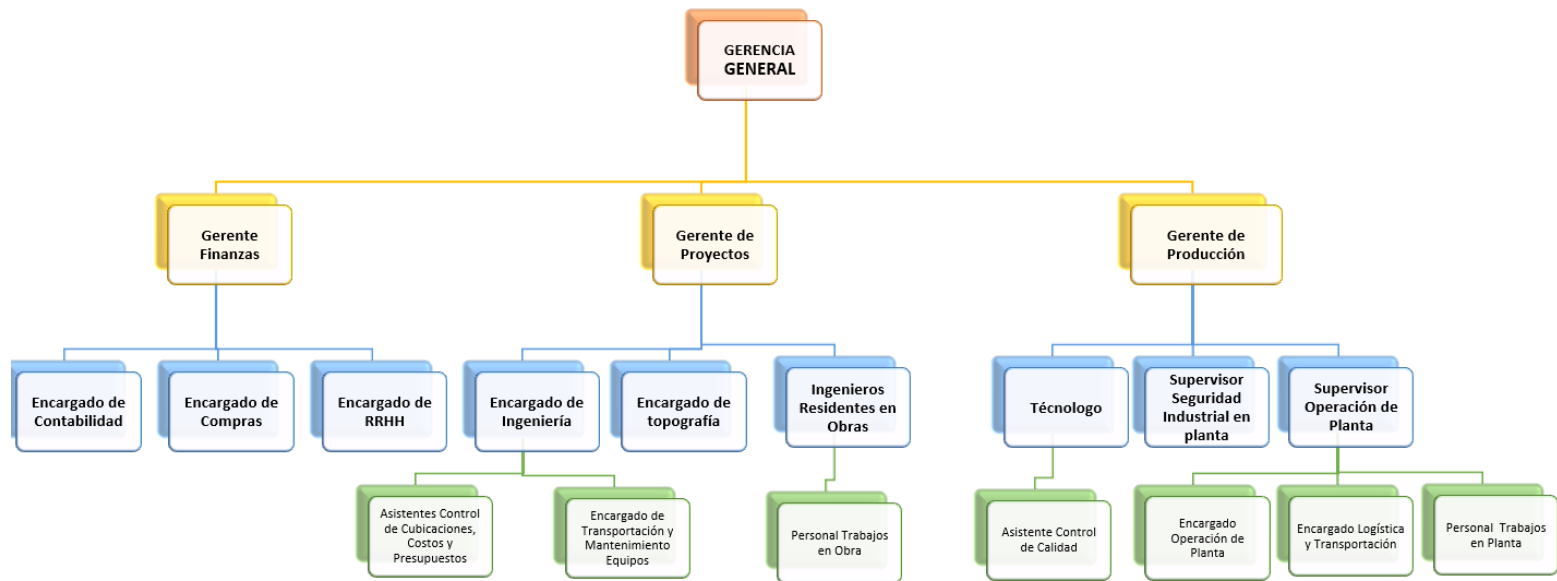 GERENCIA
GENERAL
Gerente
Finanzas
Gerente de
Proyectos
Gerente de
Producción
Encargado de
Contabilidad
Encargado de
Compras
Encargado de
RRHH
Encargado de
Ingeniería
Encargado de
topografía
Ingenieros
Residentes en
Obras
Técnologo
Supervisor
Seguridad
Industrial en
planta
Supervisor
Operación de
Planta
Asistentes Control
de Cubicaciones,
Costos y
Presupuestos
Encargado de
Transportación y
Mantenimiento
Equipos
Personal Trabajos
en Obra
Asistente Control
de Calidad
Encargado
Operación de
Planta
Encargado Logística
y Transportación
Personal  Trabajos
en Planta